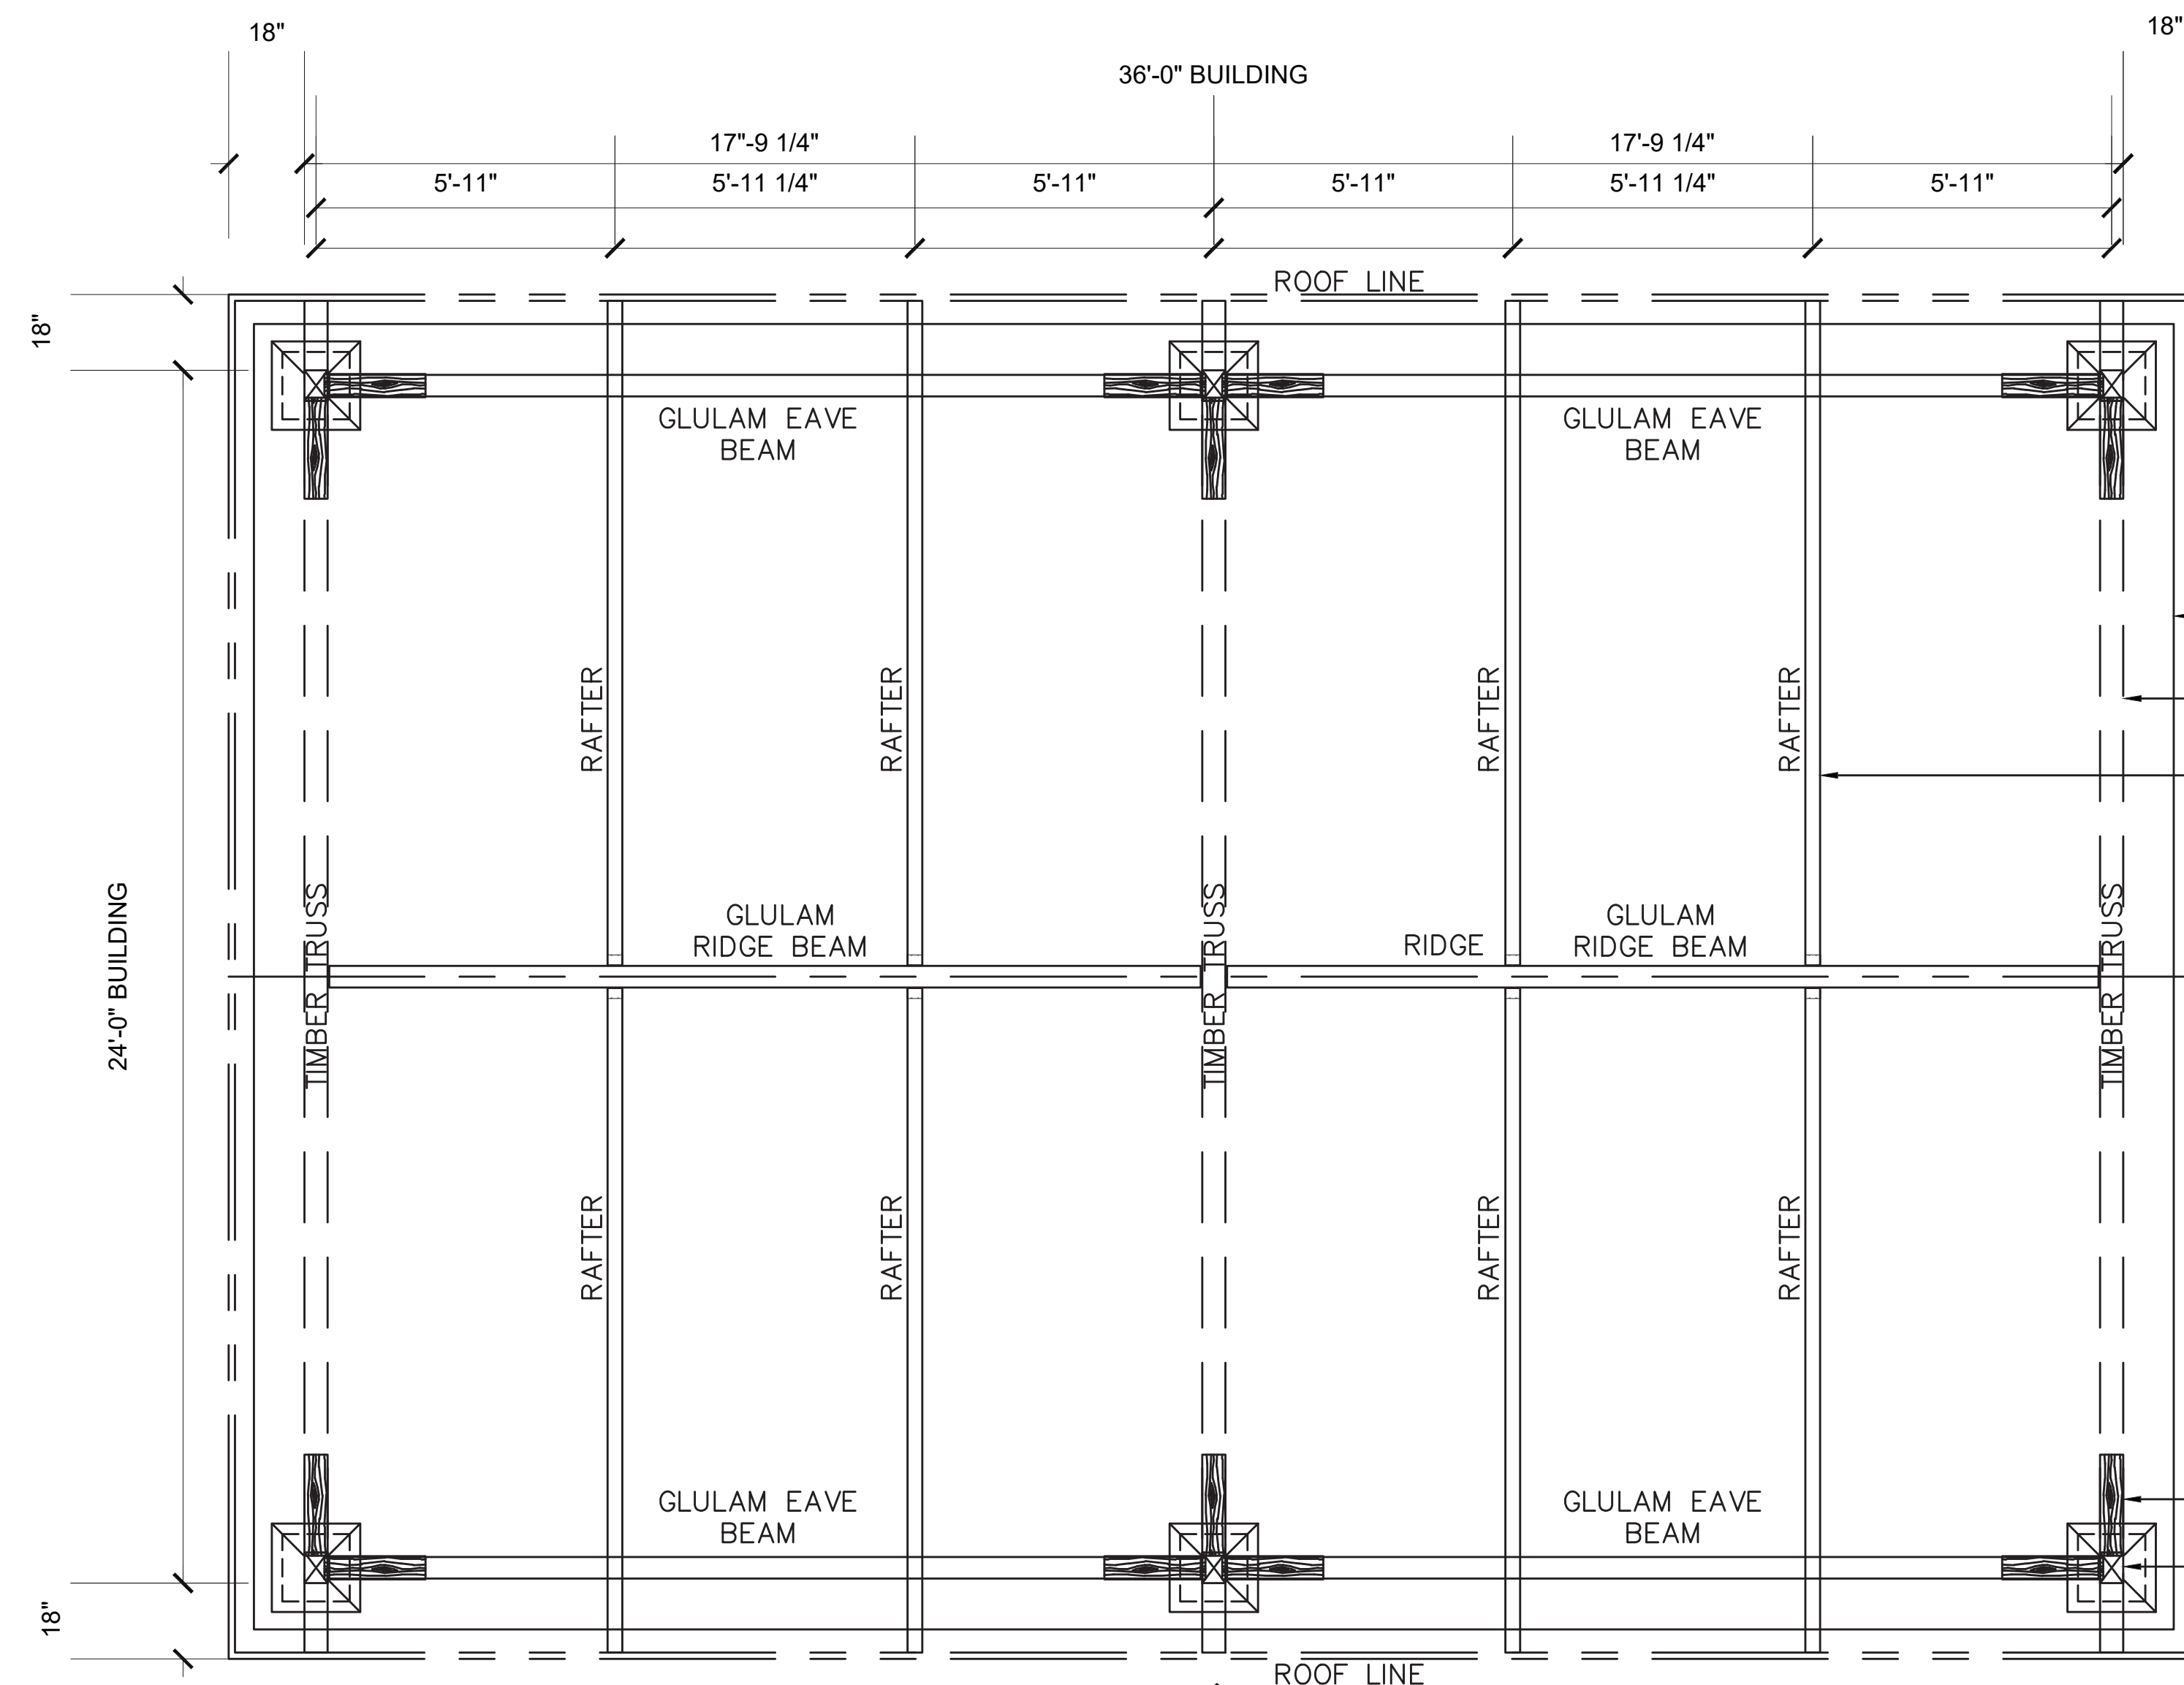 18"
18"
36'-0" BUILDING
17"-9 1/4"
17'-9 1/4"
5'-11"
5'-11 1/4"
5'-11"
5'-11"
5'-11 1/4"
5'-11"
ROOF LINE
18"
GLULAM EAVE
BEAM
GLULAM EAVE
BEAM
RAFTER
RAFTER
RAFTER
RAFTER
24'-0" BUILDING
TIMBER TRUSS
GLULAM
RIDGE BEAM
TIMBER TRUSS
RIDGE
GLULAM
RIDGE BEAM
TIMBER TRUSS
RAFTER
RAFTER
RAFTER
RAFTER
GLULAM EAVE
BEAM
GLULAM EAVE
BEAM
18"
ROOF LINE